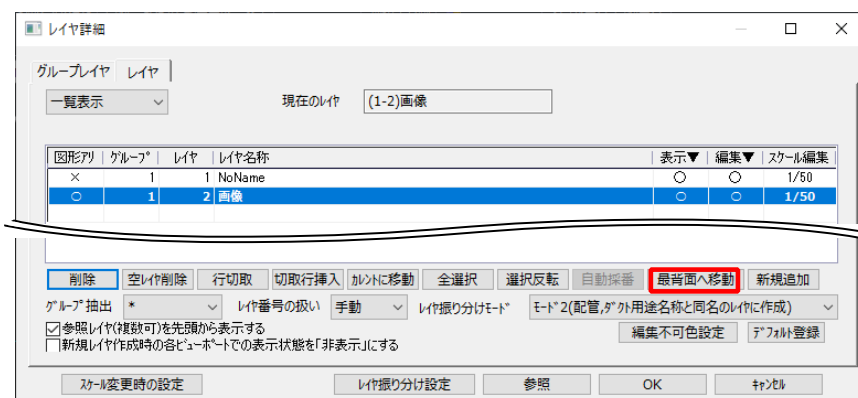 レイヤ詳細
グループレイヤ レイヤ
一覧表示 現在のレイヤ (1-2)画像
図形アリ グループ レイヤ レイヤ名称 表示▼ 編集▼ スケール編集
× 1 1 NoName ○ ○ 1/50
○ 1 2 画像 ○ ○ 1/50
削除 空レイヤ削除 行切取 切取行挿入 カレントに移動 全選択 選択反転 自動採番 最背面へ移動 新規追加
グループ抽出 * レイヤ番号の扱い 手動 レイヤ振り分けモード モード2(配管,ダクト用途名称と同名のレイヤに作成)
参照レイヤ(複数可)を先頭から表示する 編集不可色設定 デフォルト登録
新規レイヤ作成時の各ビューポートでの表示状態を「非表示」にする
スケール変更時の設定 レイヤ振り分け設定 参照 OK キャンセル